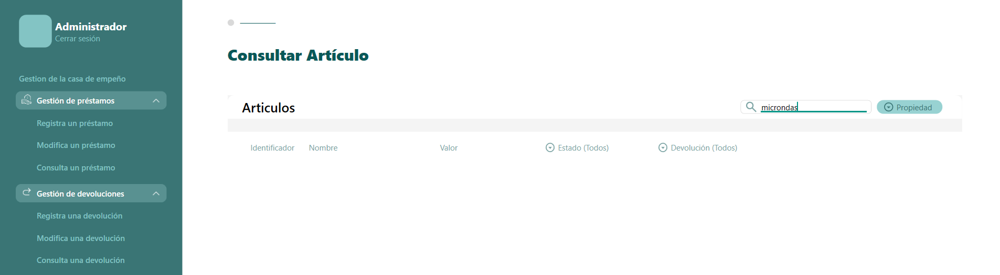 Administrador
Cerrar sesión
Gestion de la casa de empeño
Gestión de préstamos
Registra un préstamo
Modifica un préstamo
Consulta un préstamo
Gestión de devoluciones
Registra una devolución
Modifica una devolución
Consulta una devolución
Consultar Artículo
Articulos
microndas
Propiedad
Identificador Nombre Valor Estado (Todos) Devolución (Todos)